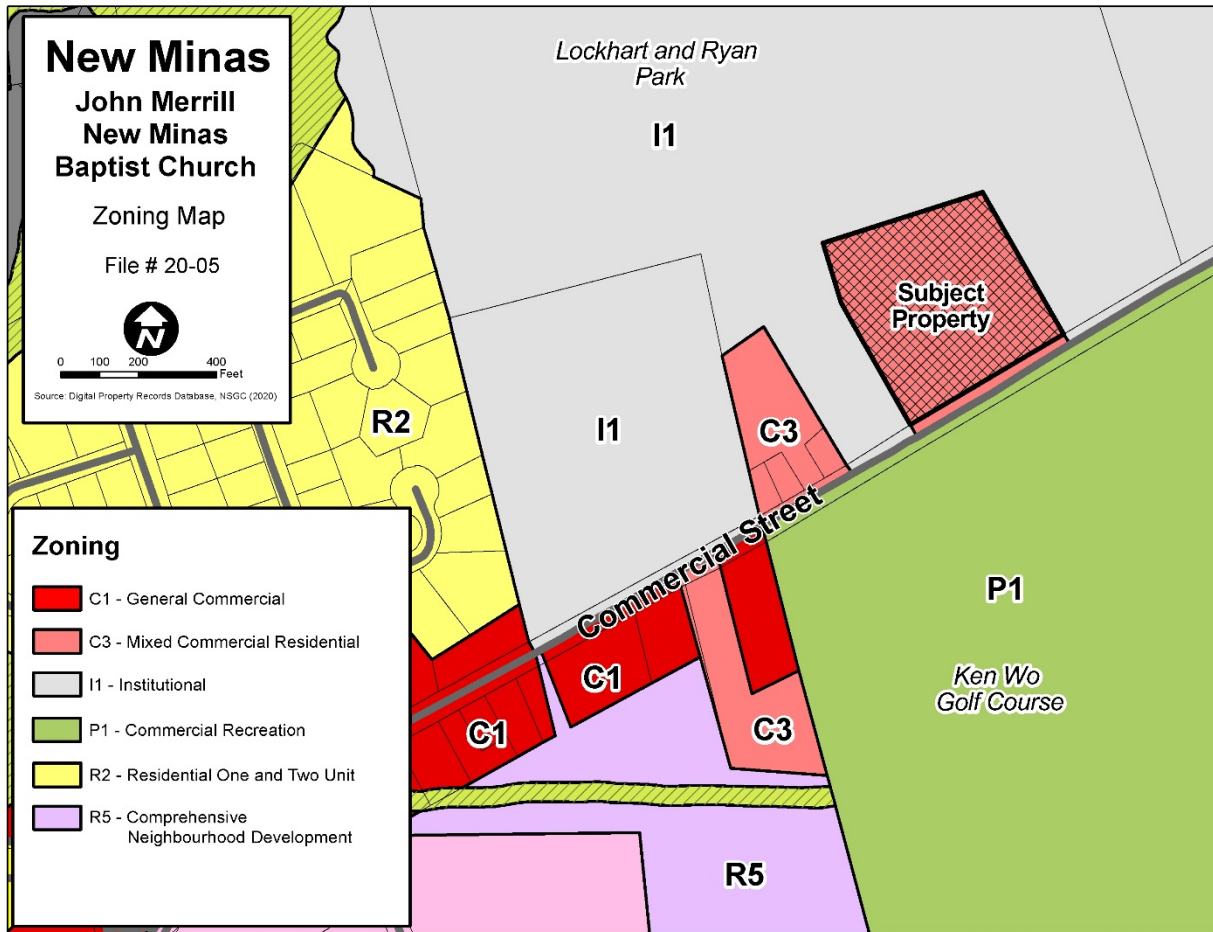 New Minas
John Merrill
New Minas
Baptist Church
Zoning Map
File # 20-05
N
0 100 200 400
Feet
Source: Digital Property Records Database, NSGC (2020)
Lockhart and Ryan
Park
I1
Subject
Property
R2
I1
C3
Commercial Street
P1
Ken Wo
Golf Course
C1
C1
C3
R5
Zoning
C1 - General Commercial
C3 - Mixed Commercial Residential
I1 - Institutional
P1 - Commercial Recreation
R2 - Residential One and Two Unit
R5 - Comprehensive
Neighbourhood Development